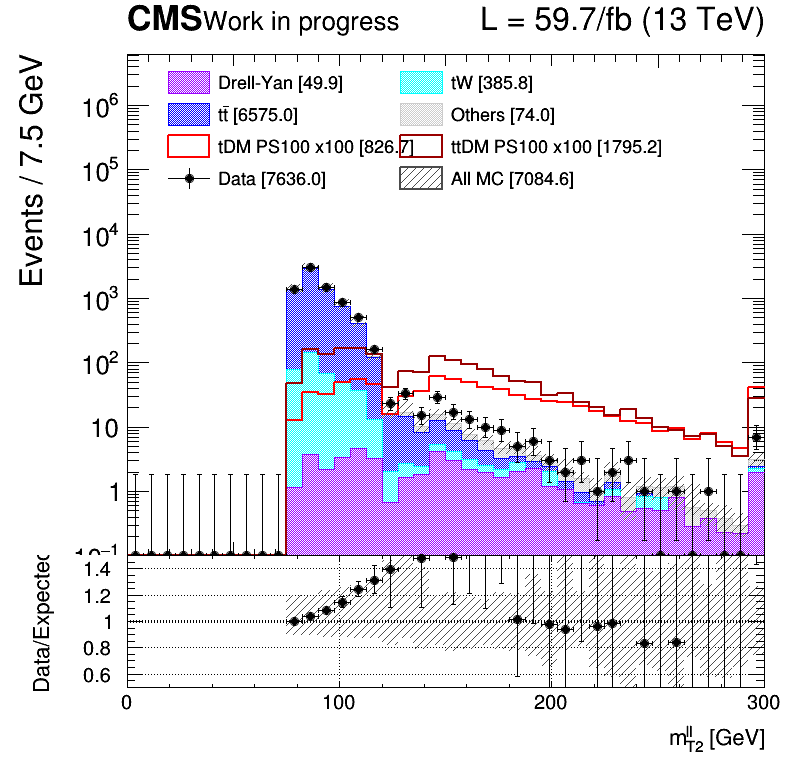 CMS Work in progress L = 59.7/fb (13 TeV)
Events / 7.5 GeV
Drell-Yan [49.9] tW [385.8]
tt̄ [6575.0] Others [74.0]
tDM PS100 x100 [826.7] ttDM PS100 x100 [1795.2]
Data [7636.0] All MC [7084.6]
10⁶
10⁵
10⁴
10³
10²
10
1
10⁻¹
Data/Expected
1.4
1.2
1
0.8
0.6
0 100 200 300
m_T2^ll [GeV]